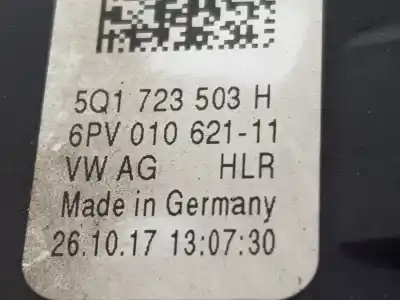 5Q1 723 503 H
6PV 010 621-11
VW AG HLR
Made in Germany
26.10.17 13:07:30